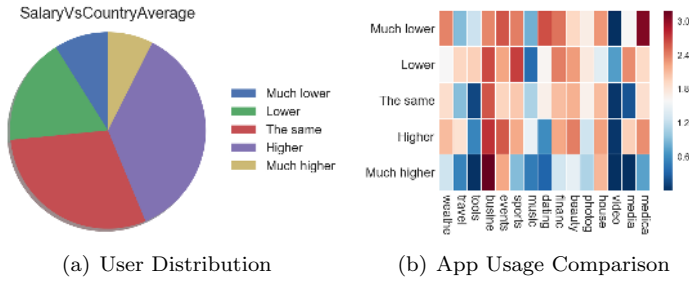 SalaryVsCountryAverage
Much lower
Lower
The same
Higher
Much higher
(a) User Distribution
Much lower
Lower
The same
Higher
Much higher
weathe
travel
tools
busine
events
sports
music
dating
financ
beauty
photog
house
video
media
medica
3.2
2.4
1.8
1.2
0.6
(b) App Usage Comparison